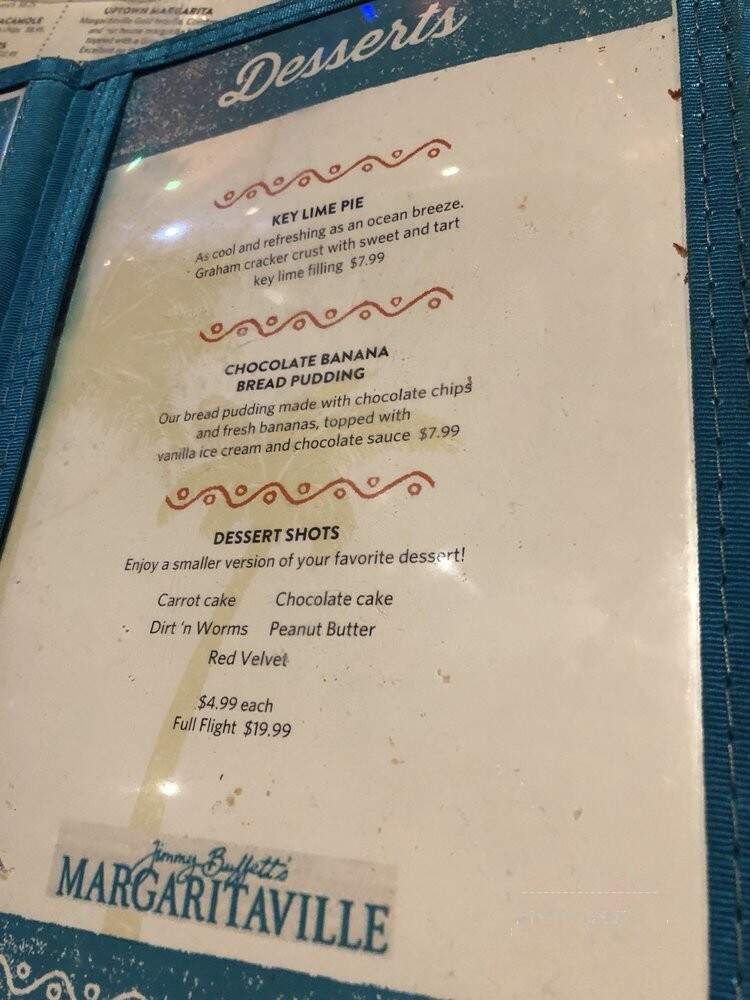 UPTOWN MARGARITA
Desserts
KEY LIME PIE
As cool and refreshing as an ocean breeze.
Graham cracker crust with sweet and tart
key lime filling $7.99
CHOCOLATE BANANA
BREAD PUDDING
Our bread pudding made with chocolate chips
and fresh bananas, topped with
vanilla ice cream and chocolate sauce $7.99
DESSERT SHOTS
Enjoy a smaller version of your favorite dessert!
Carrot cake Chocolate cake
Dirt 'n Worms Peanut Butter
Red Velvet
$4.99 each
Full Flight $19.99
Jimmy Buffett's
MARGARITAVILLE